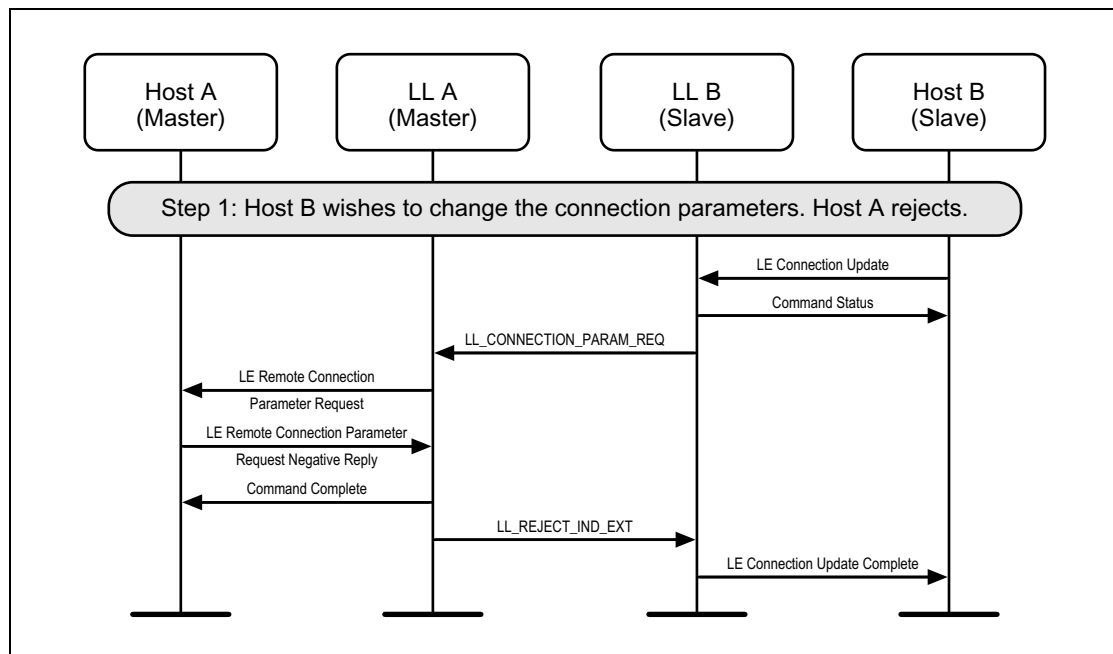 Host A
(Master)
LL A
(Master)
LL B
(Slave)
Host B
(Slave)
Step 1: Host B wishes to change the connection parameters. Host A rejects.
LE Connection Update
Command Status
LL_CONNECTION_PARAM_REQ
LE Remote Connection
Parameter Request
LE Remote Connection Parameter
Request Negative Reply
Command Complete
LL_REJECT_IND_EXT
LE Connection Update Complete